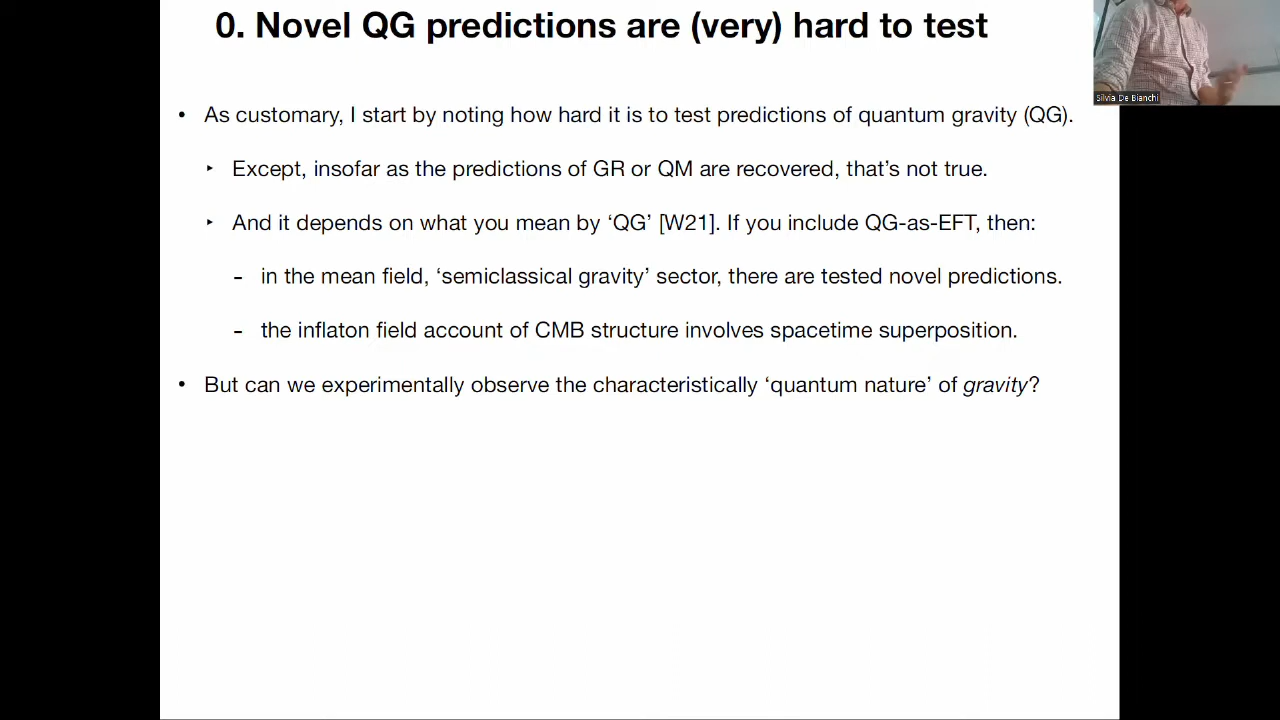 0. Novel QG predictions are (very) hard to test
Silvia De Bianchi
• As customary, I start by noting how hard it is to test predictions of quantum gravity (QG).
‣ Except, insofar as the predictions of GR or QM are recovered, that’s not true.
‣ And it depends on what you mean by ‘QG’ [W21]. If you include QG-as-EFT, then:
- in the mean field, ‘semiclassical gravity’ sector, there are tested novel predictions.
- the inflaton field account of CMB structure involves spacetime superposition.
• But can we experimentally observe the characteristically ‘quantum nature’ of gravity?